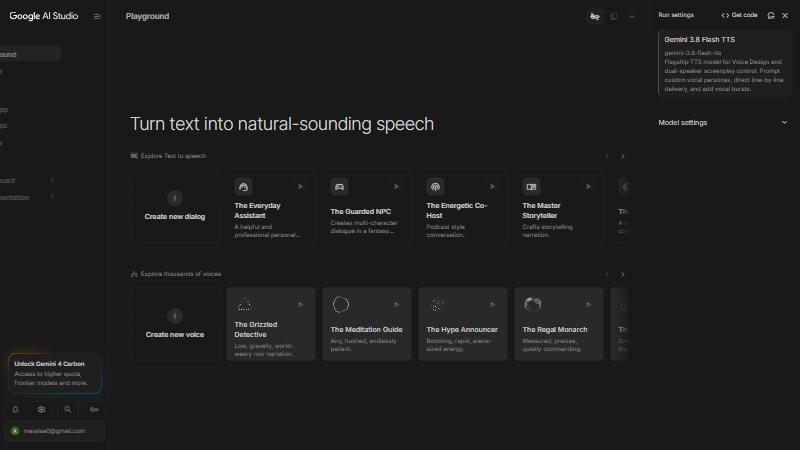 Google AI Studio
Playground
Run settings
Get code
ound
y
pp
ps
y
oard
nentation
Unlock Gemini 4 Carbon
Access to higher quota,
frontier models and more.
meralae0@gmail.com
Turn text into natural-sounding speech
Explore Text to speech
Create new dialog
The Everyday
Assistant
A helpful and
professional personal...
The Guarded NPC
Creates multi-character
dialogue in a fantasy...
The Energetic Co-
Host
Podcast style
conversation.
The Master
Storyteller
Crafts storytelling
narration.
Explore thousands of voices
Create new voice
The Grizzled
Detective
Low, gravelly, world-
weary noir narration.
The Meditation Guide
Airy, hushed, endlessly
patient.
The Hype Announcer
Booming, rapid, arena-
sized energy.
The Regal Monarch
Measured, precise,
quietly commanding.
Gemini 3.8 Flash TTS
gemini-3.8-flash-tts
Flagship TTS model for Voice Design and
dual-speaker screenplay control. Prompt
custom vocal personas, direct line-by-line
delivery, and add vocal bursts.
Model settings